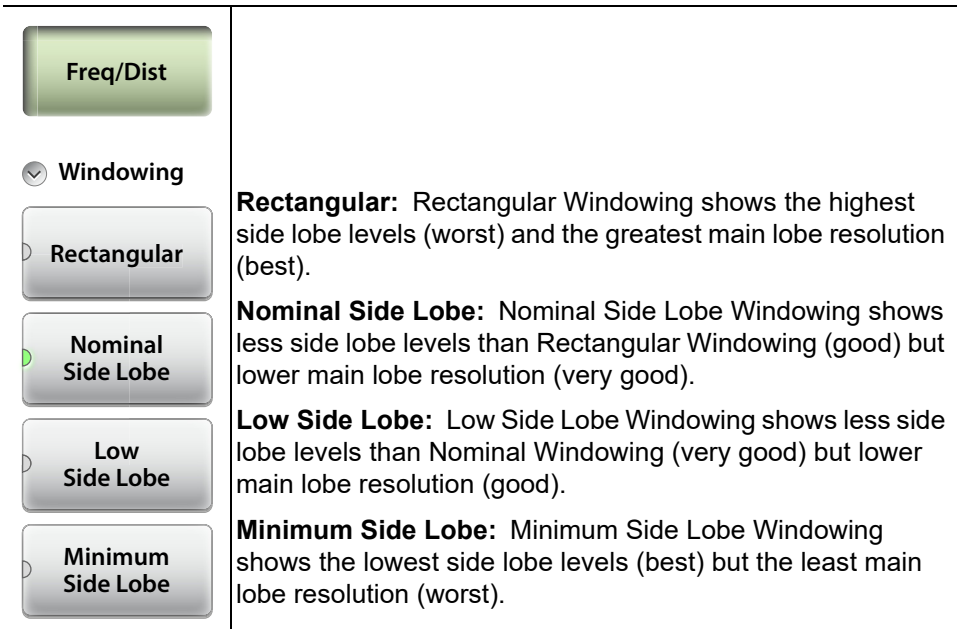 Freq/Dist
Windowing
Rectangular
Nominal
Side Lobe
Low
Side Lobe
Minimum
Side Lobe
Rectangular: Rectangular Windowing shows the highest
side lobe levels (worst) and the greatest main lobe resolution
(best).
Nominal Side Lobe: Nominal Side Lobe Windowing shows
less side lobe levels than Rectangular Windowing (good) but
lower main lobe resolution (very good).
Low Side Lobe: Low Side Lobe Windowing shows less side
lobe levels than Nominal Windowing (very good) but lower
main lobe resolution (good).
Minimum Side Lobe: Minimum Side Lobe Windowing
shows the lowest side lobe levels (best) but the least main
lobe resolution (worst).